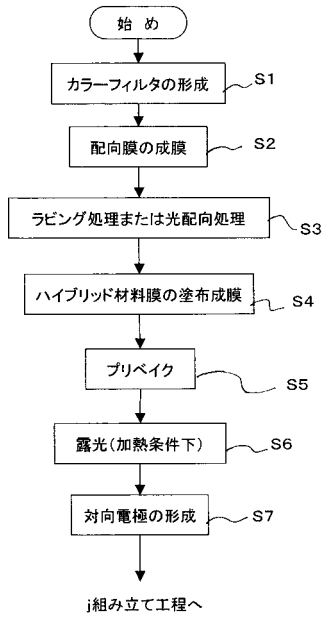 始 め
カラーフィルタの形成
S1
配向膜の成膜
S2
ラビング処理または光配向処理
S3
ハイブリッド材料膜の塗布成膜
S4
プリベイク
S5
露光(加熱条件下)
S6
対向電極の形成
S7
j組み立て工程へ